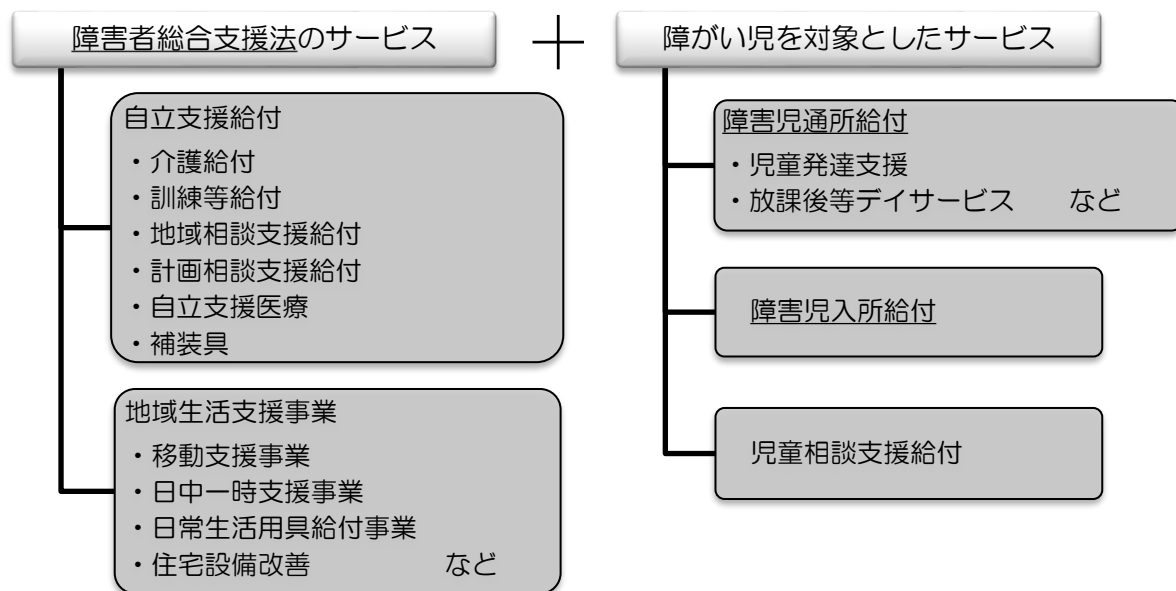 障害者総合支援法のサービス
+
障がい児を対象としたサービス
自立支援給付
・介護給付
・訓練等給付
・地域相談支援給付
・計画相談支援給付
・自立支援医療
・補装具
地域生活支援事業
・移動支援事業
・日中一時支援事業
・日常生活用具給付事業
・住宅設備改善 など
障害児通所給付
・児童発達支援
・放課後等デイサービス など
障害児入所給付
児童相談支援給付